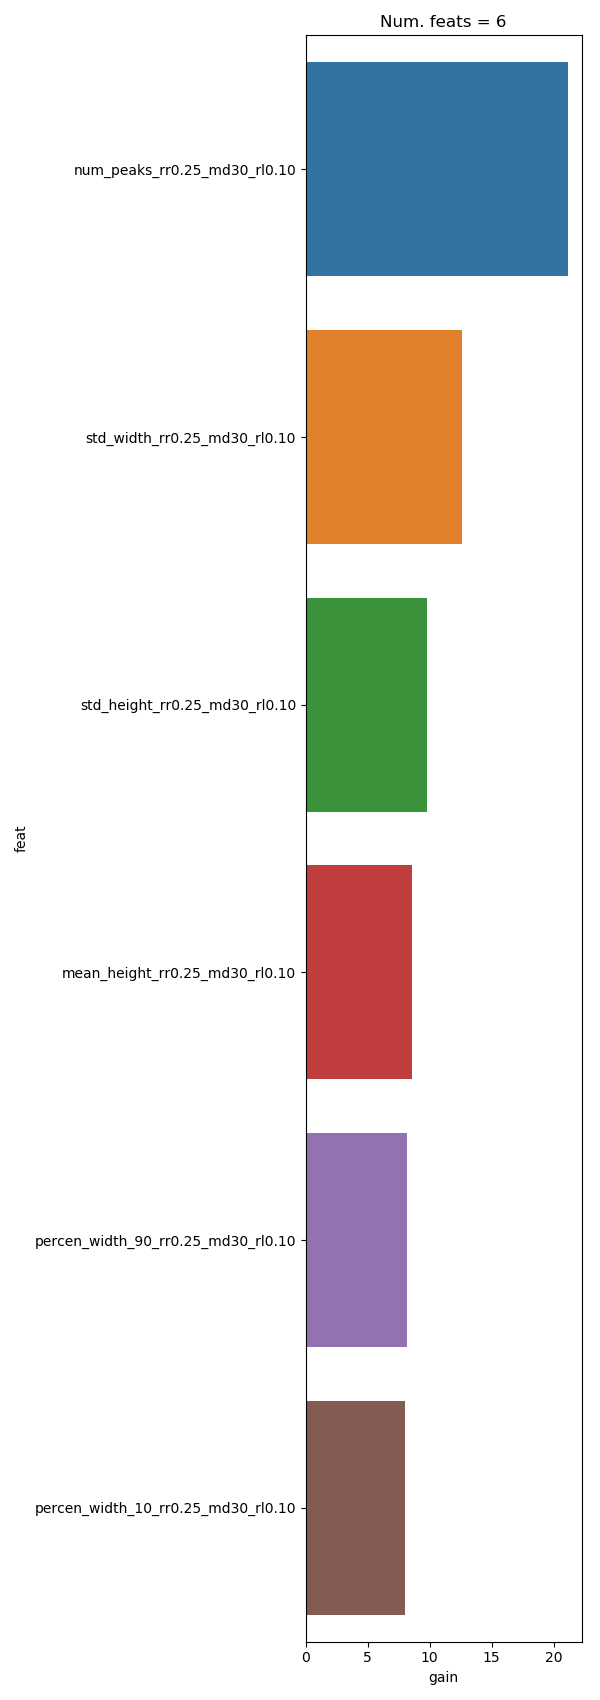 Num. feats = 6
num_peaks_rr0.25_md30_rl0.10
std_width_rr0.25_md30_rl0.10
std_height_rr0.25_md30_rl0.10
feat
mean_height_rr0.25_md30_rl0.10
percen_width_90_rr0.25_md30_rl0.10
percen_width_10_rr0.25_md30_rl0.10
0 5 10 15 20
gain